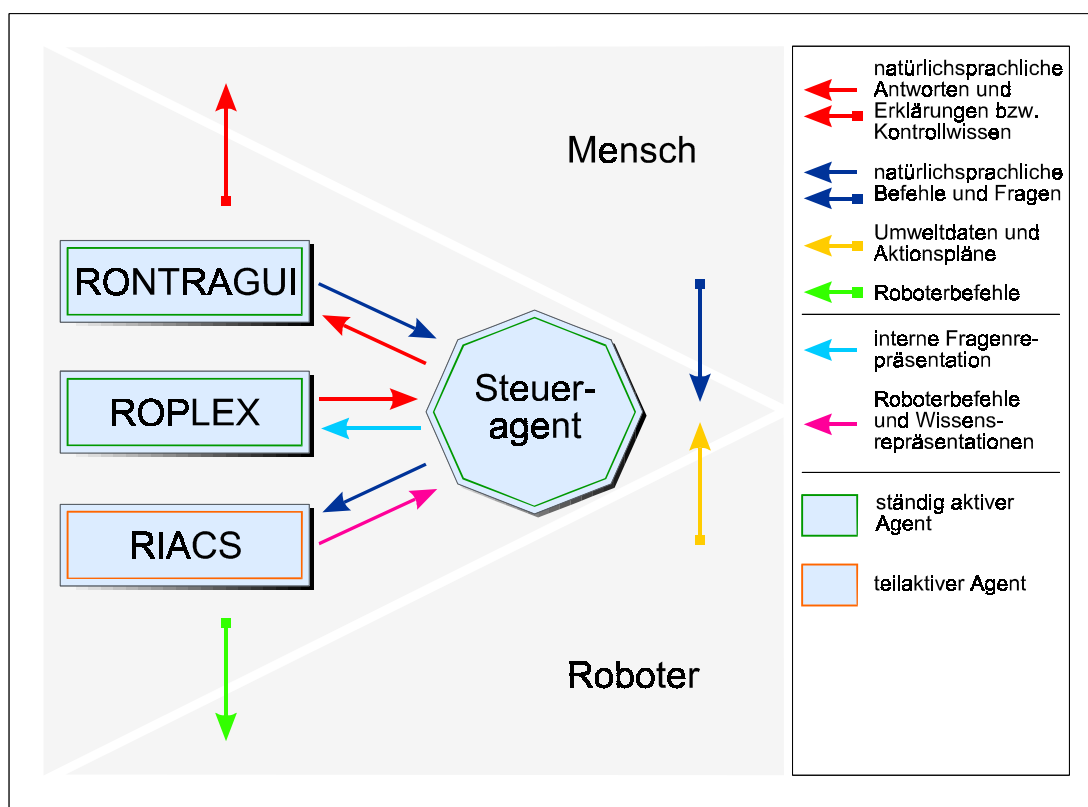 Mensch
RONTRAGUI
ROPLEX
RIACS
Steuer-
agent
Roboter
natürlichsprachliche
Antworten und
Erklärungen bzw.
Kontrollwissen
natürlichsprachliche
Befehle und Fragen
Umweltdaten und
Aktionspläne
Roboterbefehle
interne Fragenre-
präsentation
Roboterbefehle
und Wissens-
repräsentationen
ständig aktiver
Agent
teilaktiver Agent